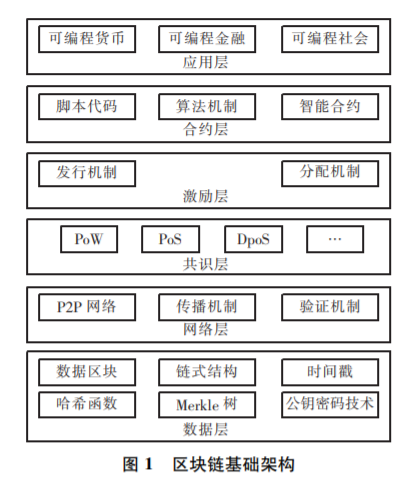 可编程货币 可编程金融 可编程社会
应用层
脚本代码 算法机制 智能合约
合约层
发行机制 分配机制
激励层
PoW PoS DpoS …
共识层
P2P 网络 传播机制 验证机制
网络层
数据区块 链式结构 时间戳
哈希函数 Merkle 树 公钥密码技术
数据层
图 1 区块链基础架构